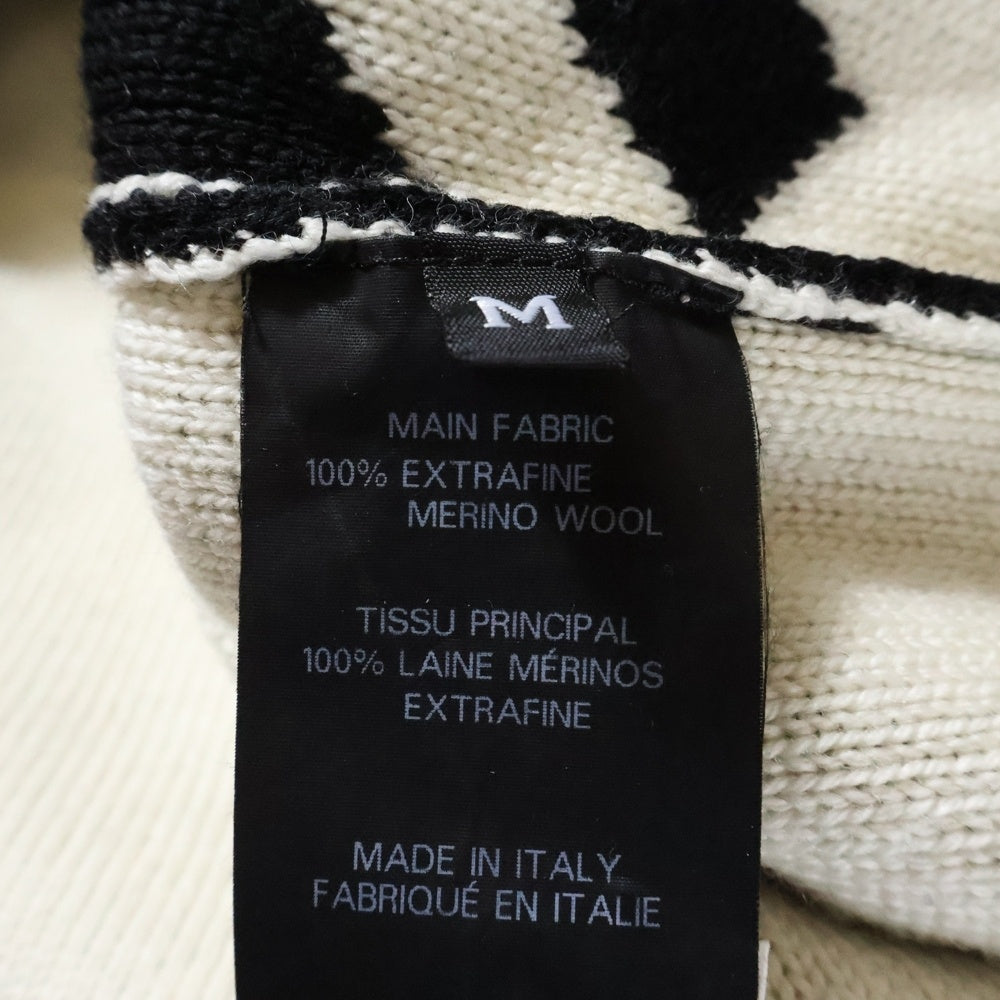 M
MAIN FABRIC
100% EXTRAFINE
MERINO WOOL
TISSU PRINCIPAL
100% LAINE MÉRINOS
EXTRAFINE
MADE IN ITALY
FABRIQUÉ EN ITALIE